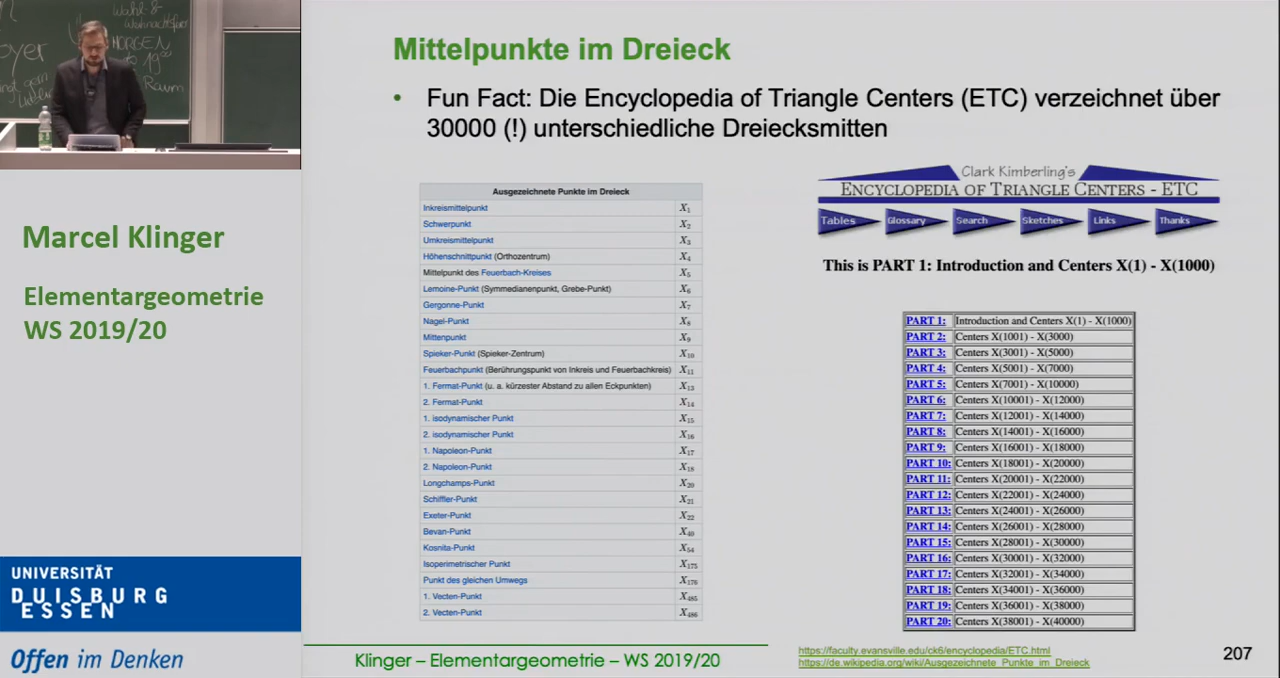 Wahl-&
MORGEN
19⁰⁰
Raum
Marcel Klinger
Elementargeometrie
WS 2019/20
UNIVERSITÄT
DUISBURG
ESSEN
Offen im Denken
Mittelpunkte im Dreieck
• Fun Fact: Die Encyclopedia of Triangle Centers (ETC) verzeichnet über
30000 (!) unterschiedliche Dreiecksmitten
Ausgezeichnete Punkte im Dreieck
Inkreismittelpunkt X₁
Schwerpunkt X₂
Umkreismittelpunkt X₃
Höhenschnittpunkt (Orthozentrum) X₄
Mittelpunkt des Feuerbach-Kreises X₅
Lemoine-Punkt (Symmedianenpunkt, Grebe-Punkt) X₆
Gergonne-Punkt X₇
Nagel-Punkt X₈
Mittenpunkt X₉
Spieker-Punkt (Spieker-Zentrum) X₁₀
Feuerbachpunkt (Berührungspunkt von Inkreis und Feuerbachkreis) X₁₁
1. Fermat-Punkt (u. a. kürzester Abstand zu allen Eckpunkten) X₁₃
2. Fermat-Punkt X₁₄
1. isodynamischer Punkt X₁₅
2. isodynamischer Punkt X₁₆
1. Napoleon-Punkt X₁₇
2. Napoleon-Punkt X₁₈
Longchamps-Punkt X₂₀
Schiffler-Punkt X₂₁
Exeter-Punkt X₂₂
Bevan-Punkt X₄₀
Kosnita-Punkt X₅₄
Isoperimetrischer Punkt X₁₇₅
Punkt des gleichen Umwegs X₁₇₆
1. Vecten-Punkt X₄₈₅
2. Vecten-Punkt X₄₈₆
Clark Kimberling's
ENCYCLOPEDIA OF TRIANGLE CENTERS - ETC
Tables Glossary Search Sketches Links Thanks
This is PART 1: Introduction and Centers X(1) - X(1000)
PART 1: Introduction and Centers X(1) - X(1000)
PART 2: Centers X(1001) - X(3000)
PART 3: Centers X(3001) - X(5000)
PART 4: Centers X(5001) - X(7000)
PART 5: Centers X(7001) - X(10000)
PART 6: Centers X(10001) - X(12000)
PART 7: Centers X(12001) - X(14000)
PART 8: Centers X(14001) - X(16000)
PART 9: Centers X(16001) - X(18000)
PART 10: Centers X(18001) - X(20000)
PART 11: Centers X(20001) - X(22000)
PART 12: Centers X(22001) - X(24000)
PART 13: Centers X(24001) - X(26000)
PART 14: Centers X(26001) - X(28000)
PART 15: Centers X(28001) - X(30000)
PART 16: Centers X(30001) - X(32000)
PART 17: Centers X(32001) - X(34000)
PART 18: Centers X(34001) - X(36000)
PART 19: Centers X(36001) - X(38000)
PART 20: Centers X(38001) - X(40000)
Klinger – Elementargeometrie – WS 2019/20
https://faculty.evansville.edu/ck6/encyclopedia/ETC.html
https://de.wikipedia.org/wiki/Ausgezeichnete_Punkte_im_Dreieck
207